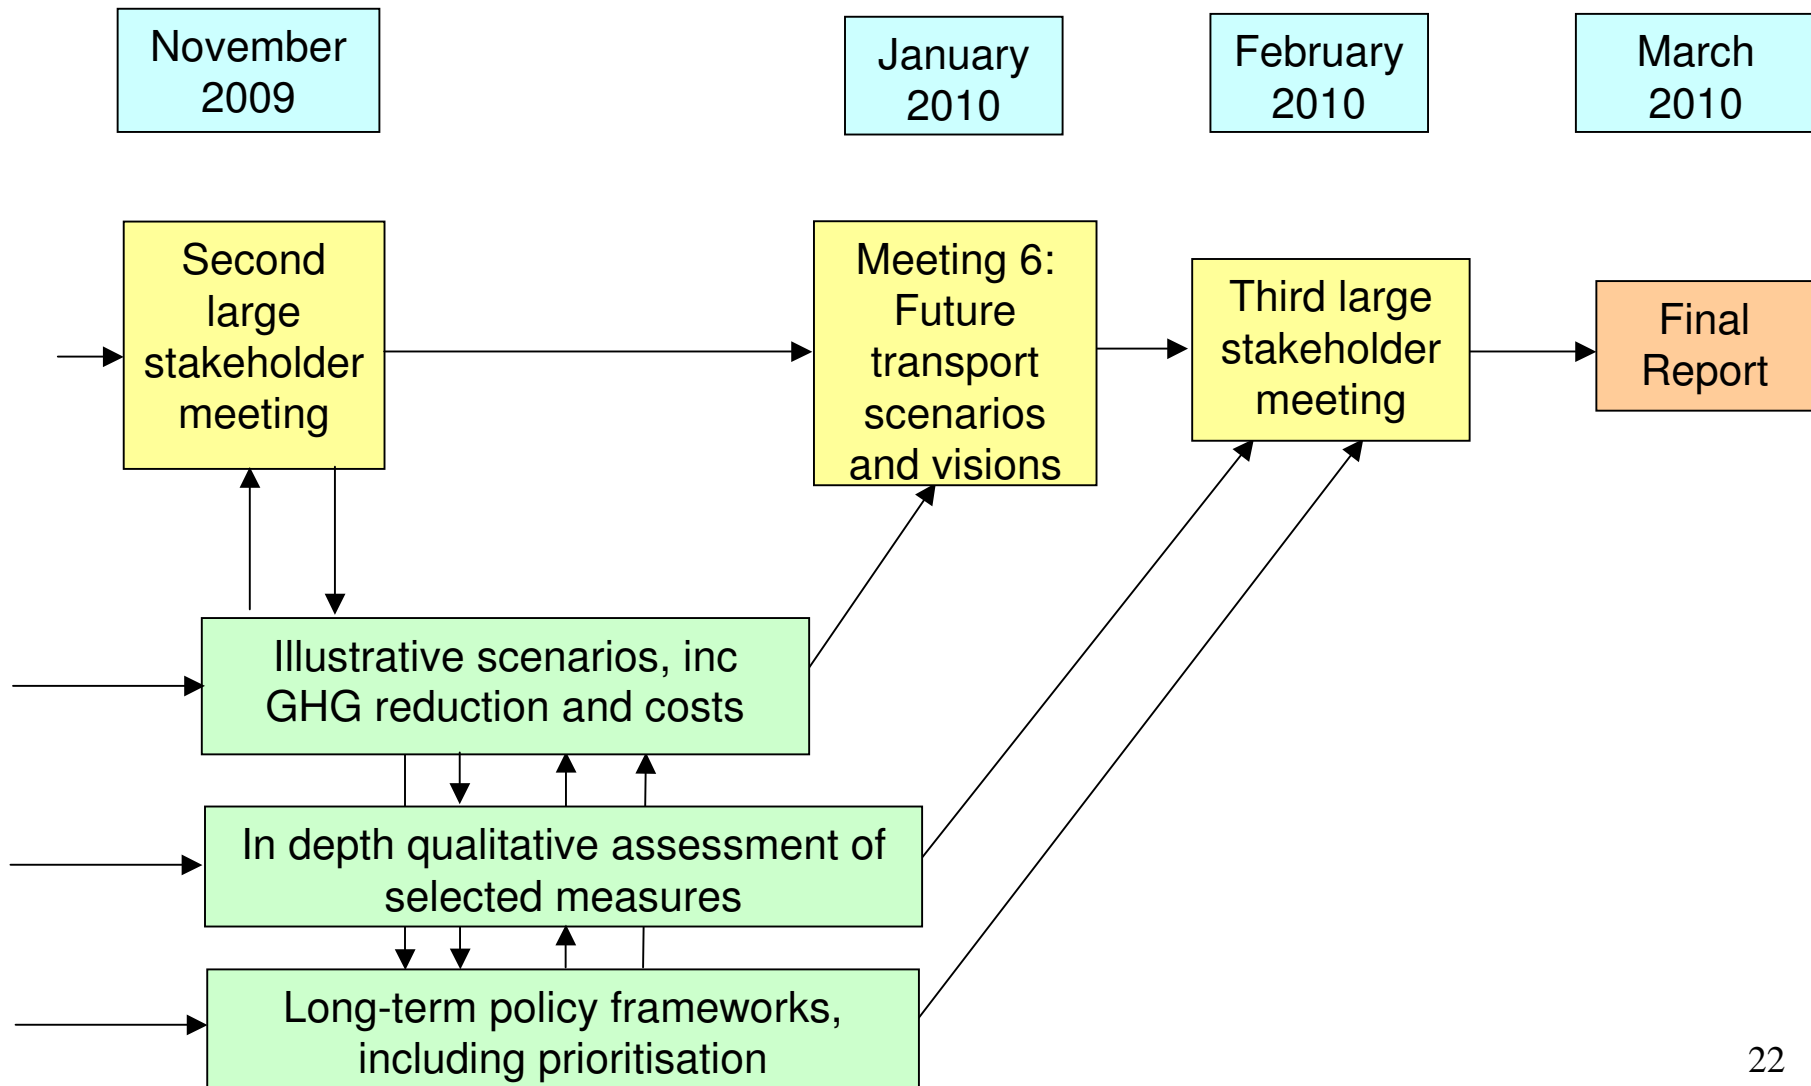 November
2009
January
2010
February
2010
March
2010
Second
large
stakeholder
meeting
Meeting 6:
Future
transport
scenarios
and visions
Third large
stakeholder
meeting
Final
Report
Illustrative scenarios, inc
GHG reduction and costs
In depth qualitative assessment of
selected measures
Long-term policy frameworks,
including prioritisation
22